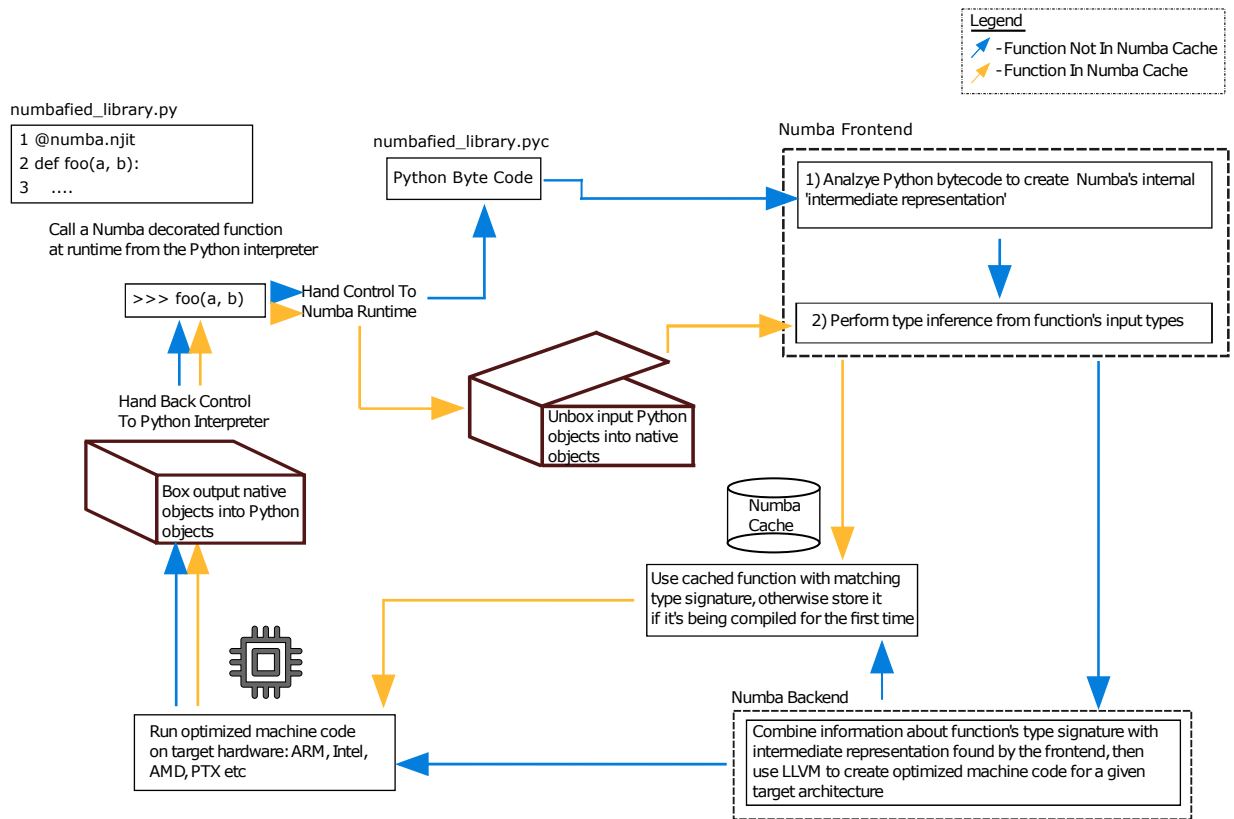 Legend
- Function Not In Numba Cache
- Function In Numba Cache
numbafied_library.py
1 @numba.njit
2 def foo(a, b):
3 ....
numbafied_library.pyc
Python Byte Code
Numba Frontend
1) Analzye Python bytecode to create Numba's internal
'intermediate representation'
Call a Numba decorated function
at runtime from the Python interpreter
>>> foo(a, b)
Hand Control To
Numba Runtime
2) Perform type inference from function's input types
Hand Back Control
To Python Interpreter
Unbox input Python
objects into native
objects
Box output native
objects into Python
objects
Numba
Cache
Use cached function with matching
type signature, otherwise store it
if it's being compiled for the first time
Numba Backend
Run optimized machine code
on target hardware: ARM, Intel,
AMD, PTX etc
Combine information about function's type signature with
intermediate representation found by the frontend, then
use LLVM to create optimized machine code for a given
target architecture